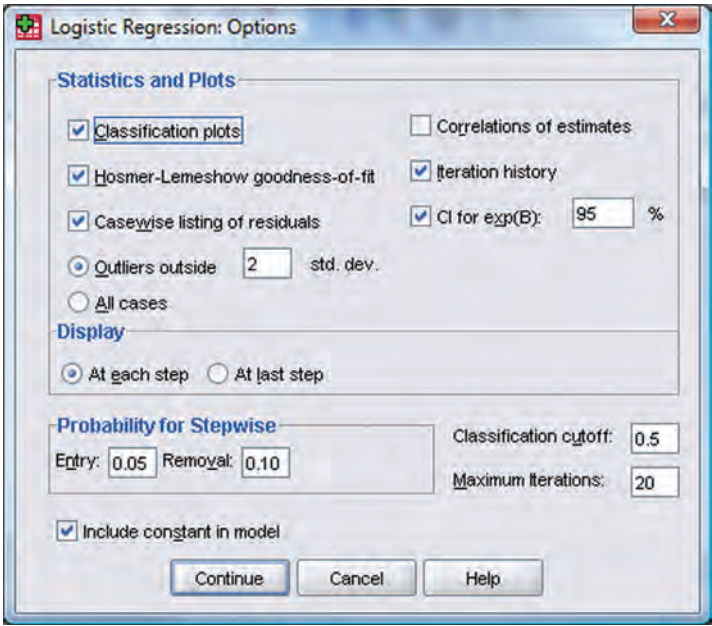 Logistic Regression: Options
Statistics and Plots
Classification plots
Correlations of estimates
Hosmer-Lemeshow goodness-of-fit
Iteration history
Casewise listing of residuals
CI for exp(B): 95 %
Outliers outside 2 std. dev.
All cases
Display
At each step At last step
Probability for Stepwise
Entry: 0.05 Removal: 0.10
Classification cutoff: 0.5
Maximum Iterations: 20
Include constant in model
Continue Cancel Help